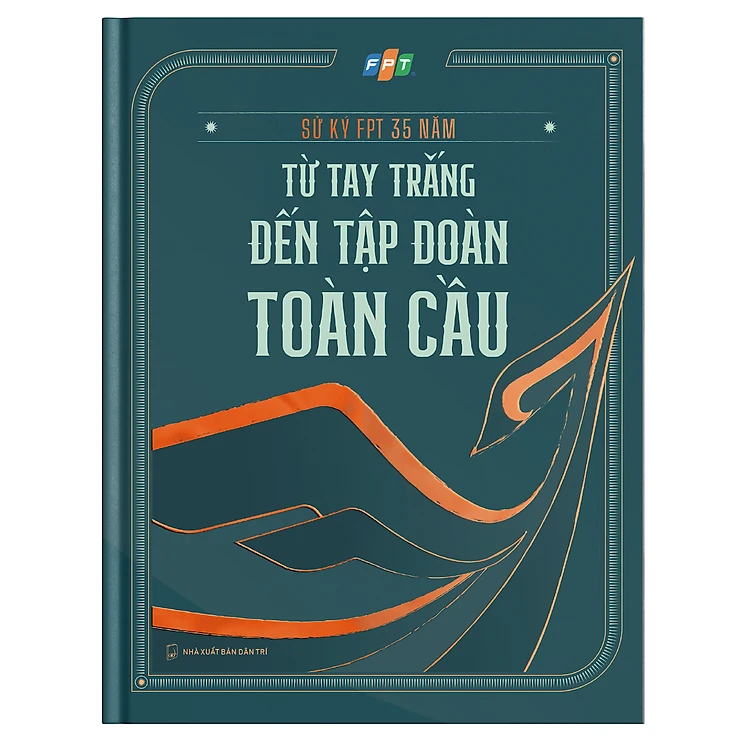 FPT
SỬ KÝ FPT 35 NĂM
TỪ TAY TRẮNG
ĐẾN TẬP ĐOÀN
TOÀN CẦU
NHÀ XUẤT BẢN DÂN TRÍ